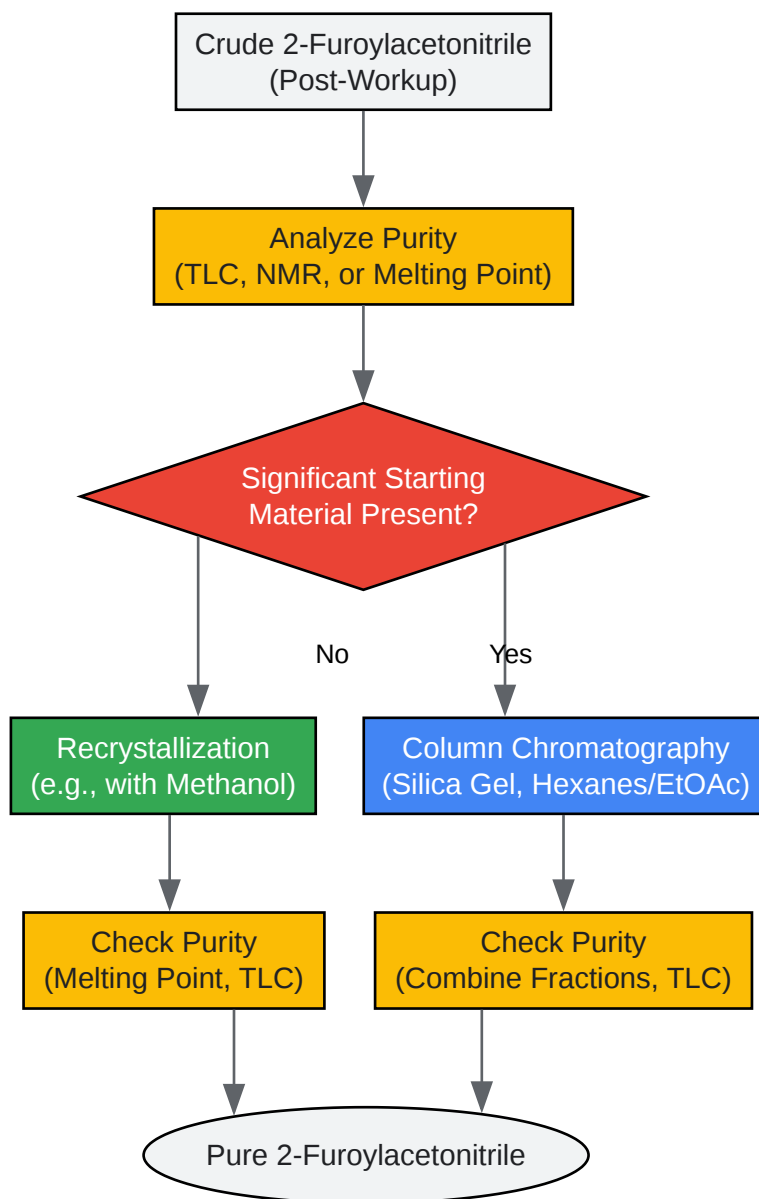 Crude 2-Furoylacetonitrile
(Post-Workup)
Analyze Purity
(TLC, NMR, or Melting Point)
Significant Starting
Material Present?
No
Yes
Recrystallization
(e.g., with Methanol)
Column Chromatography
(Silica Gel, Hexanes/EtOAc)
Check Purity
(Melting Point, TLC)
Check Purity
(Combine Fractions, TLC)
Pure 2-Furoylacetonitrile